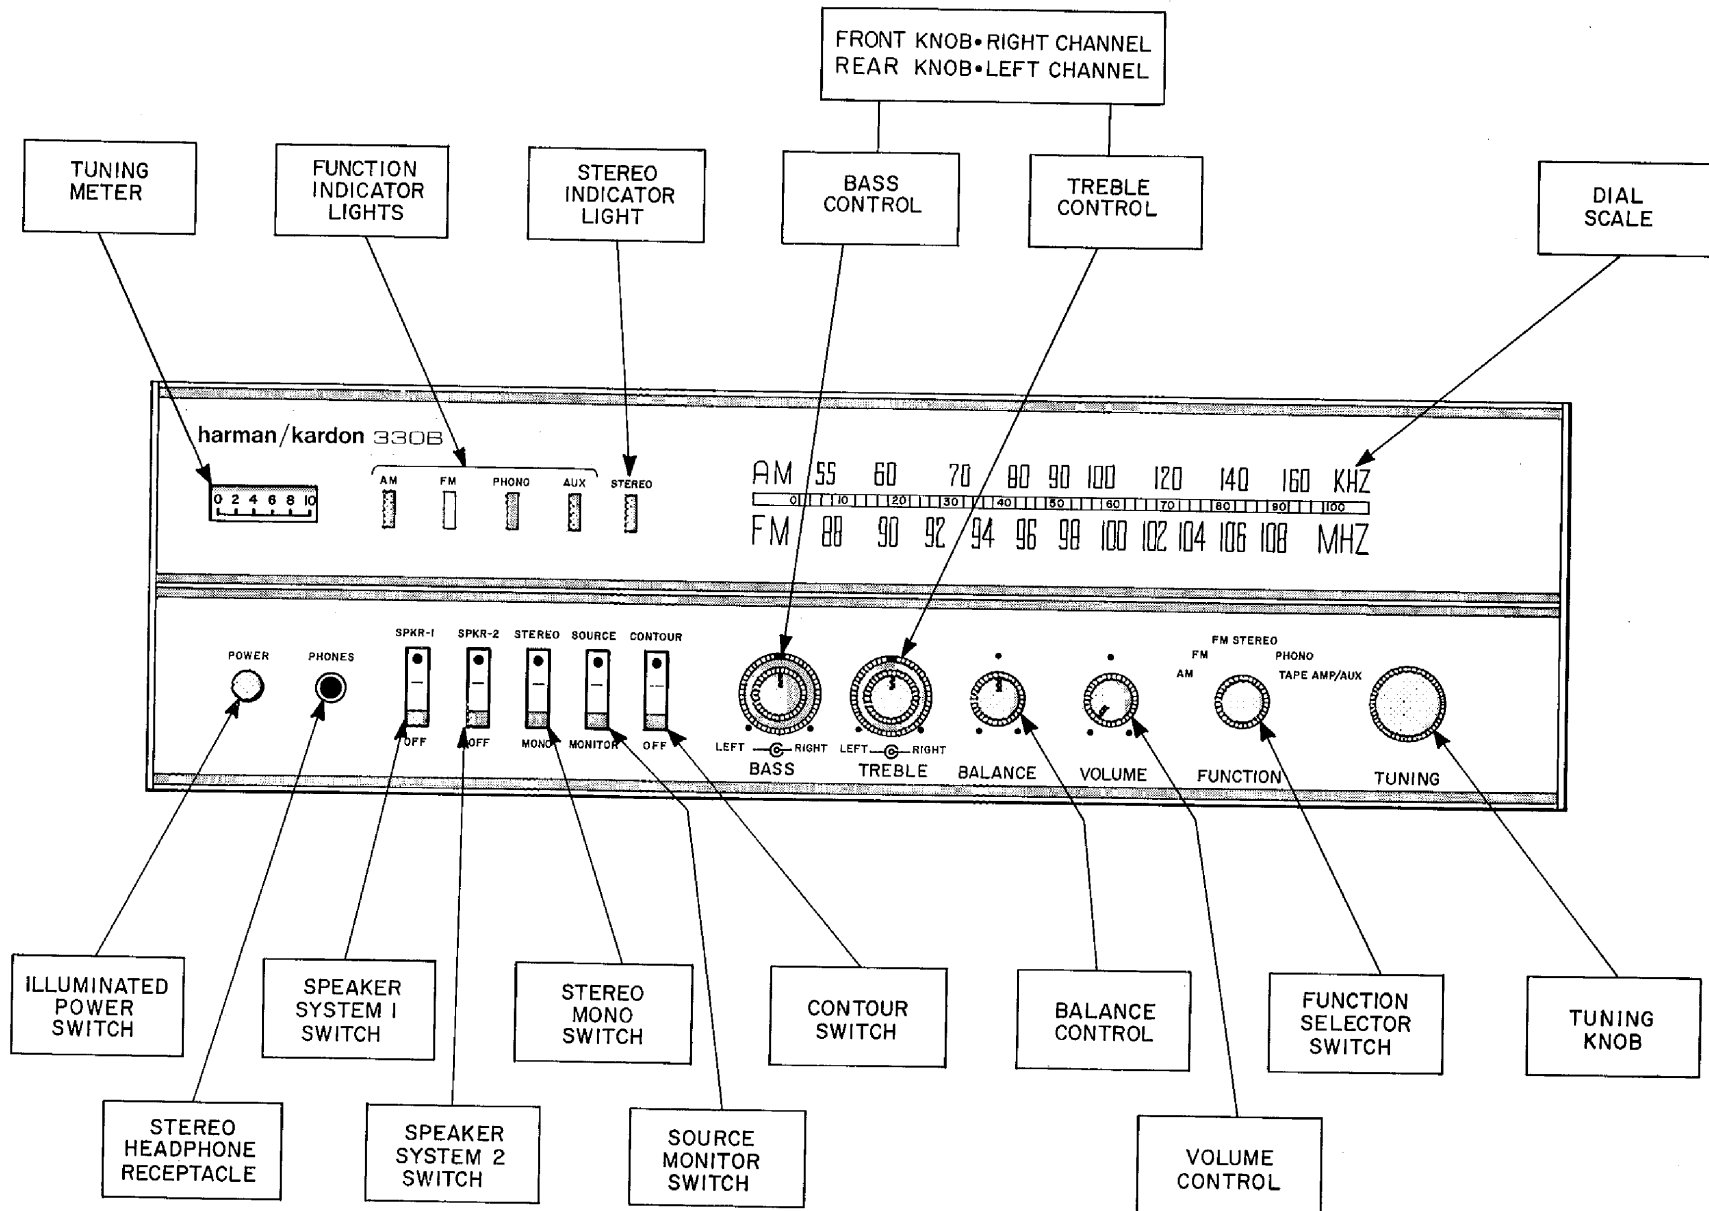 FRONT KNOB•RIGHT CHANNEL
REAR KNOB•LEFT CHANNEL
TUNING
METER
FUNCTION
INDICATOR
LIGHTS
STEREO
INDICATOR
LIGHT
BASS
CONTROL
TREBLE
CONTROL
DIAL
SCALE
harman/kardon 330B
0 2 4 6 8 10
AM FM PHONO AUX STEREO
AM 55 60 70 80 90 100 120 140 160 KHZ
0 10 20 30 40 50 60 70 80 90 100
FM 88 90 92 94 96 98 100 102 104 106 108 MHZ
POWER
PHONES
SPKR-1
OFF
SPKR-2
OFF
STEREO
MONO
SOURCE
MONITOR
CONTOUR
OFF
LEFT RIGHT
BASS
LEFT RIGHT
TREBLE
BALANCE
VOLUME
FM STEREO
FM PHONO
AM TAPE AMP/AUX
FUNCTION
TUNING
ILLUMINATED
POWER
SWITCH
SPEAKER
SYSTEM 1
SWITCH
STEREO
MONO
SWITCH
CONTOUR
SWITCH
BALANCE
CONTROL
FUNCTION
SELECTOR
SWITCH
TUNING
KNOB
STEREO
HEADPHONE
RECEPTACLE
SPEAKER
SYSTEM 2
SWITCH
SOURCE
MONITOR
SWITCH
VOLUME
CONTROL